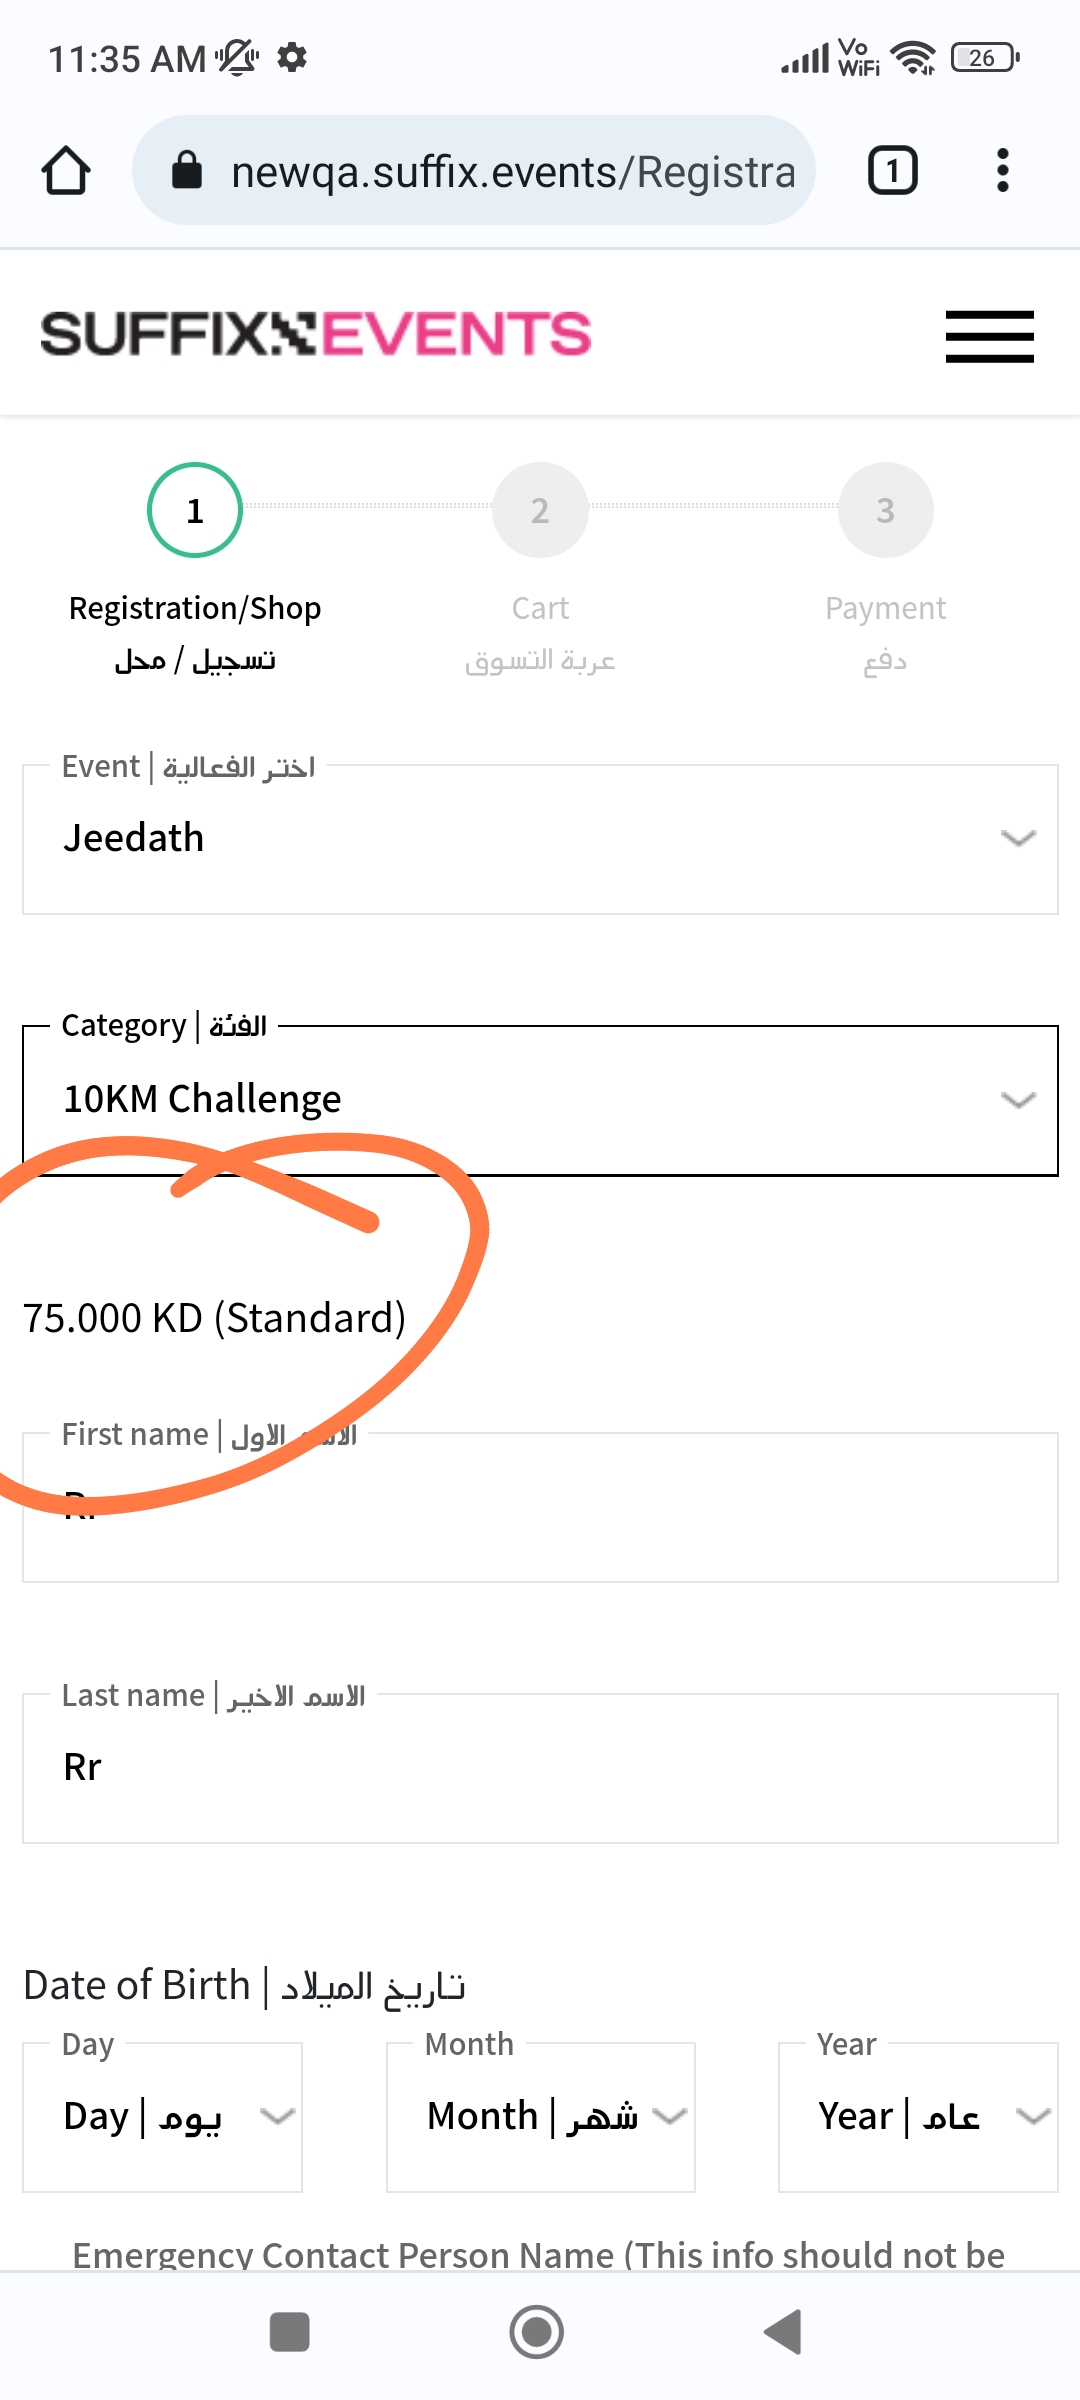 11:35 AM
Vo
WiFi
26
newqa.suffix.events/Registra
1
SUFFIX EVENTS
1
2
3
Registration/Shop
Cart
Payment
تسجيل / محل
عربة التسوق
دفع
Event | اختر الفعالية
Jeedath
Category | الفئة
10KM Challenge
75.000 KD (Standard)
First name | الاسم الاول
Rr
Last name | الاسم الاخير
Rr
Date of Birth | تاريخ الميلاد
Day
Month
Year
Day | يوم
Month | شهر
Year | عام
Emergency Contact Person Name (This info should not be